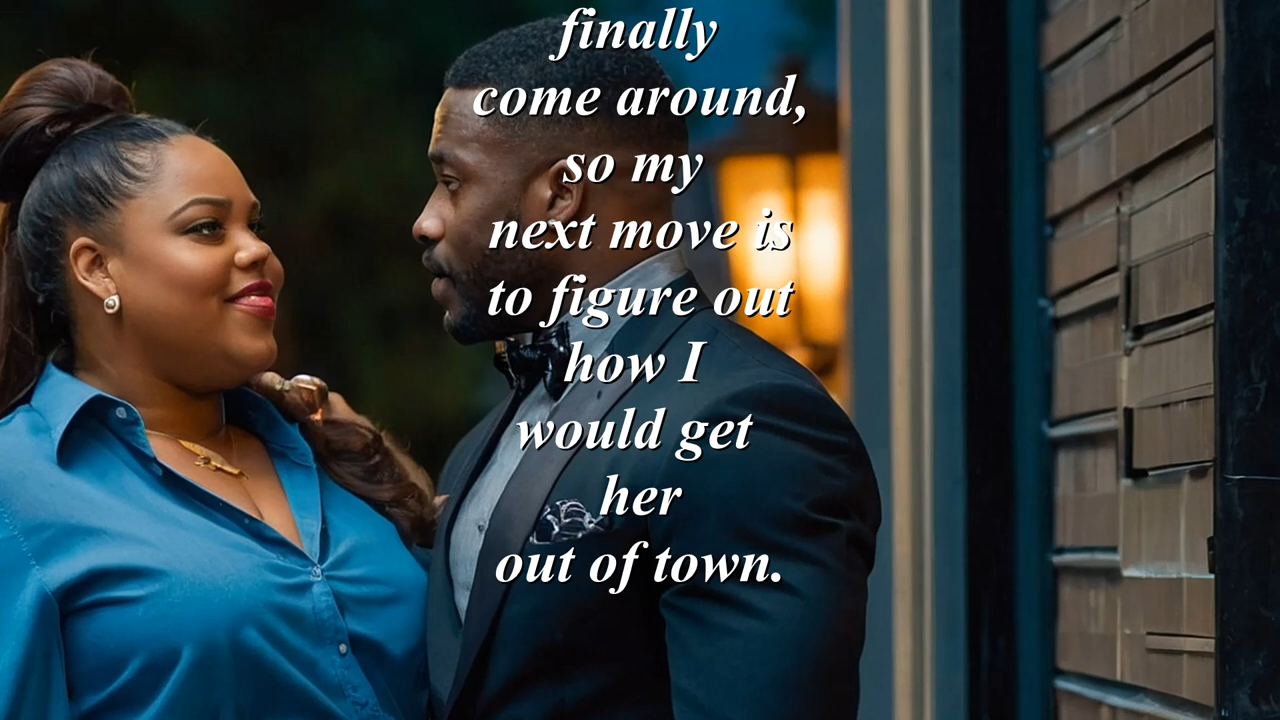 finally
come around,
so my
next move is
to figure out
how I
would get
her
out of town.